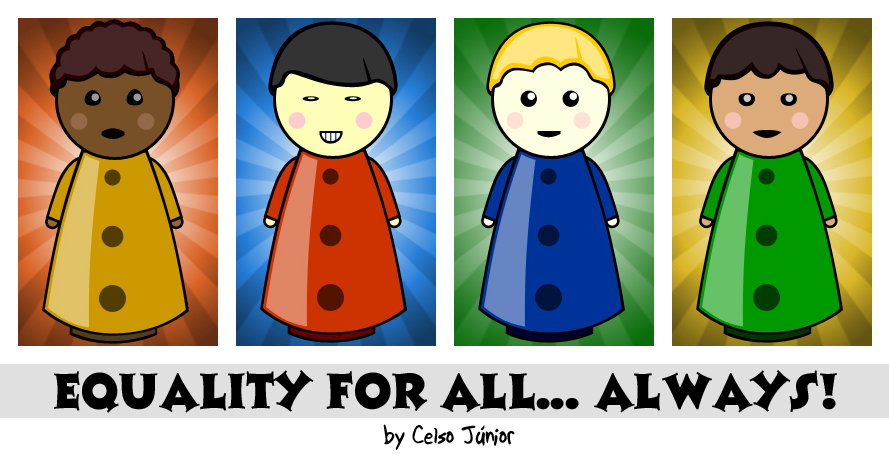 EQUALITY FOR ALL... ALWAYS!
by Celso Júnior